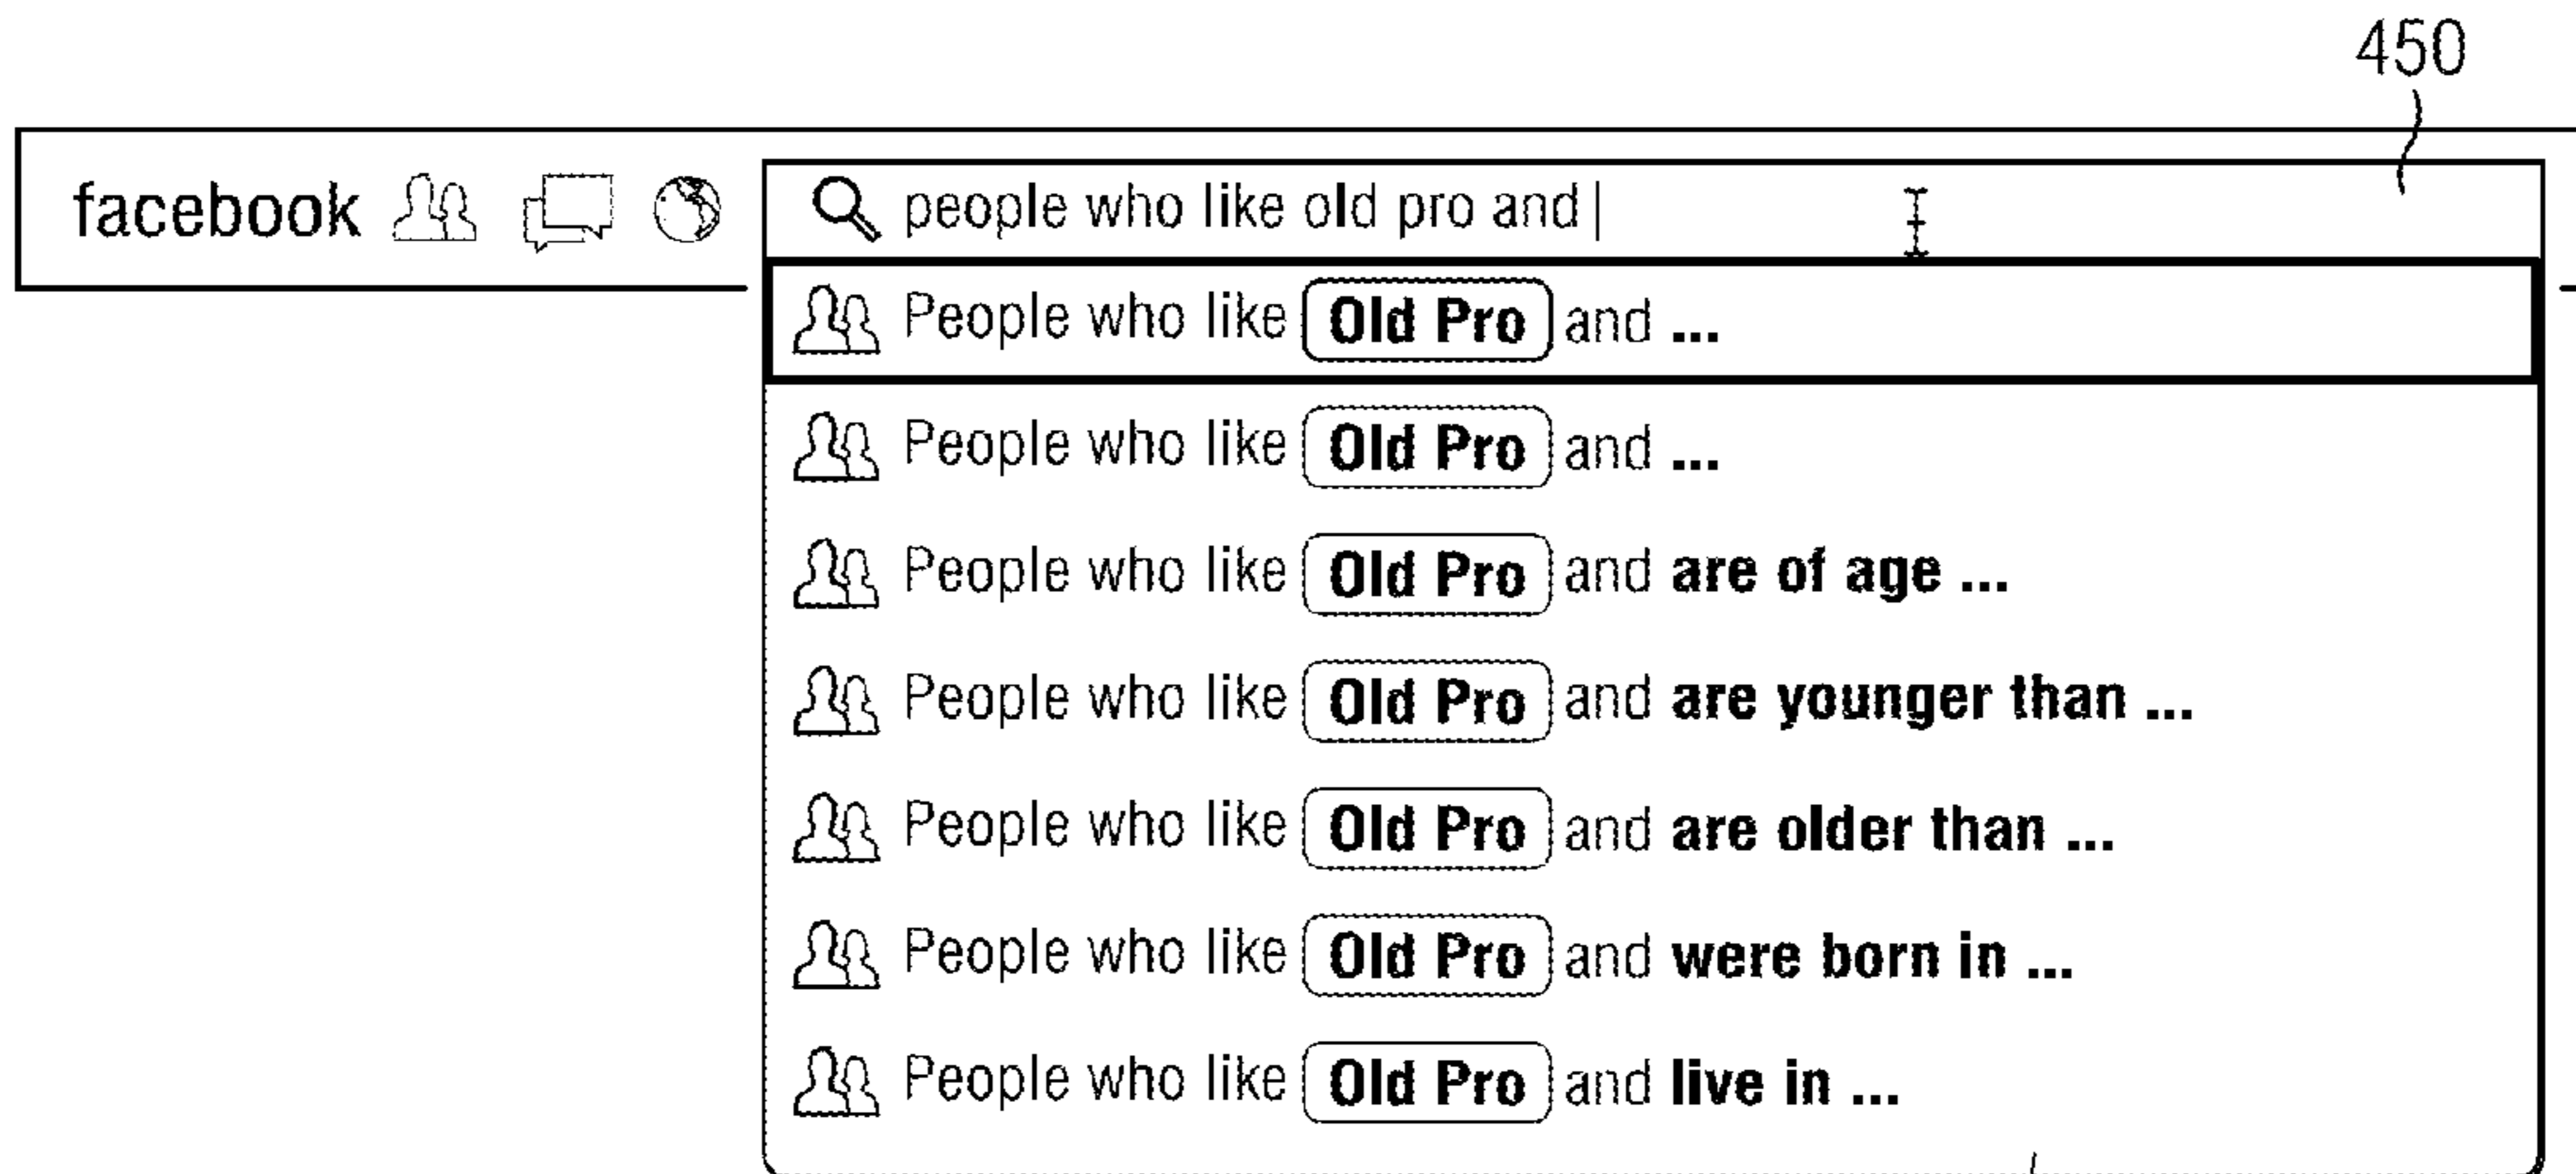 450
facebook people who like old pro and
People who like Old Pro and ...
People who like Old Pro and ...
People who like Old Pro and are of age ...
People who like Old Pro and are younger than ...
People who like Old Pro and are older than ...
People who like Old Pro and were born in ...
People who like Old Pro and live in ...